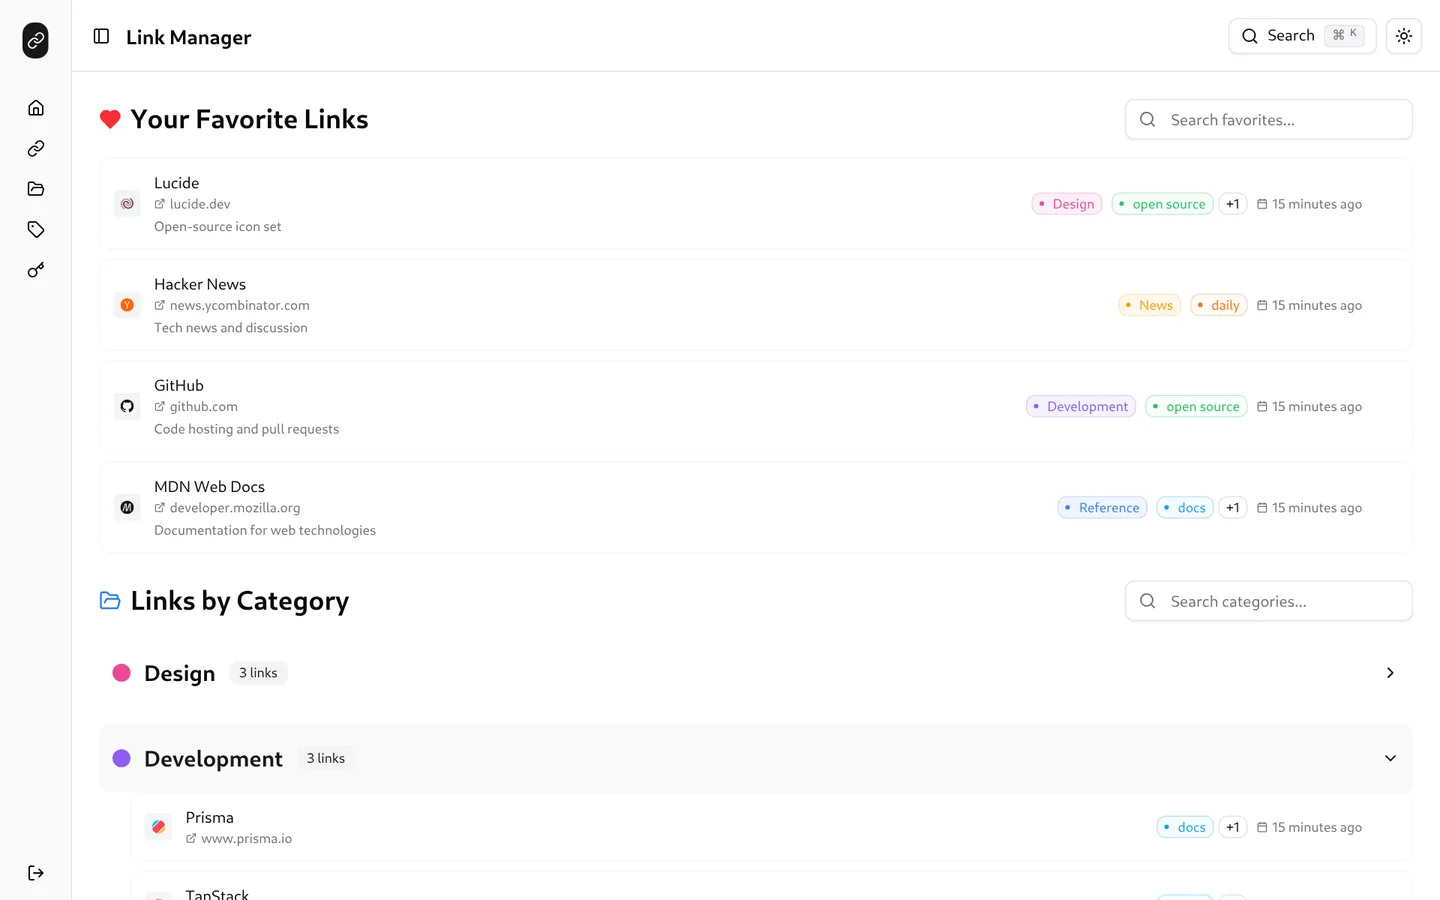 Link Manager
Search ⌘ K
Your Favorite Links
Search favorites...
Lucide
lucide.dev
Open-source icon set
Design
open source
+1
15 minutes ago
Hacker News
news.ycombinator.com
Tech news and discussion
News
daily
15 minutes ago
GitHub
github.com
Code hosting and pull requests
Development
open source
15 minutes ago
MDN Web Docs
developer.mozilla.org
Documentation for web technologies
Reference
docs
+1
15 minutes ago
Links by Category
Search categories...
Design
3 links
Development
3 links
Prisma
www.prisma.io
docs
+1
15 minutes ago
TanStack